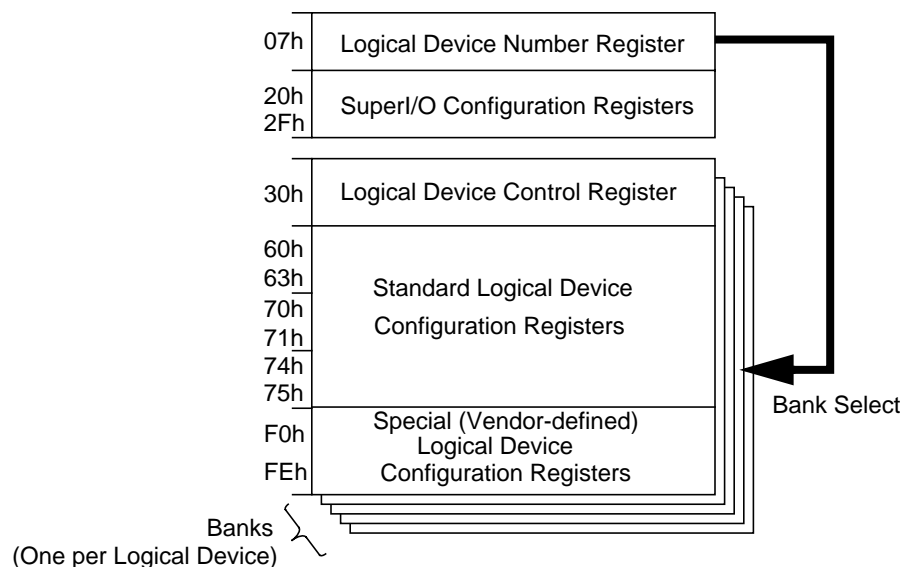 07h
Logical Device Number Register
20h
2Fh
SuperI/O Configuration Registers
30h
Logical Device Control Register
60h
63h
70h
71h
74h
75h
Standard Logical Device
Configuration Registers
Bank Select
F0h
FEh
Special (Vendor-defined)
Logical Device
Configuration Registers
Banks
(One per Logical Device)